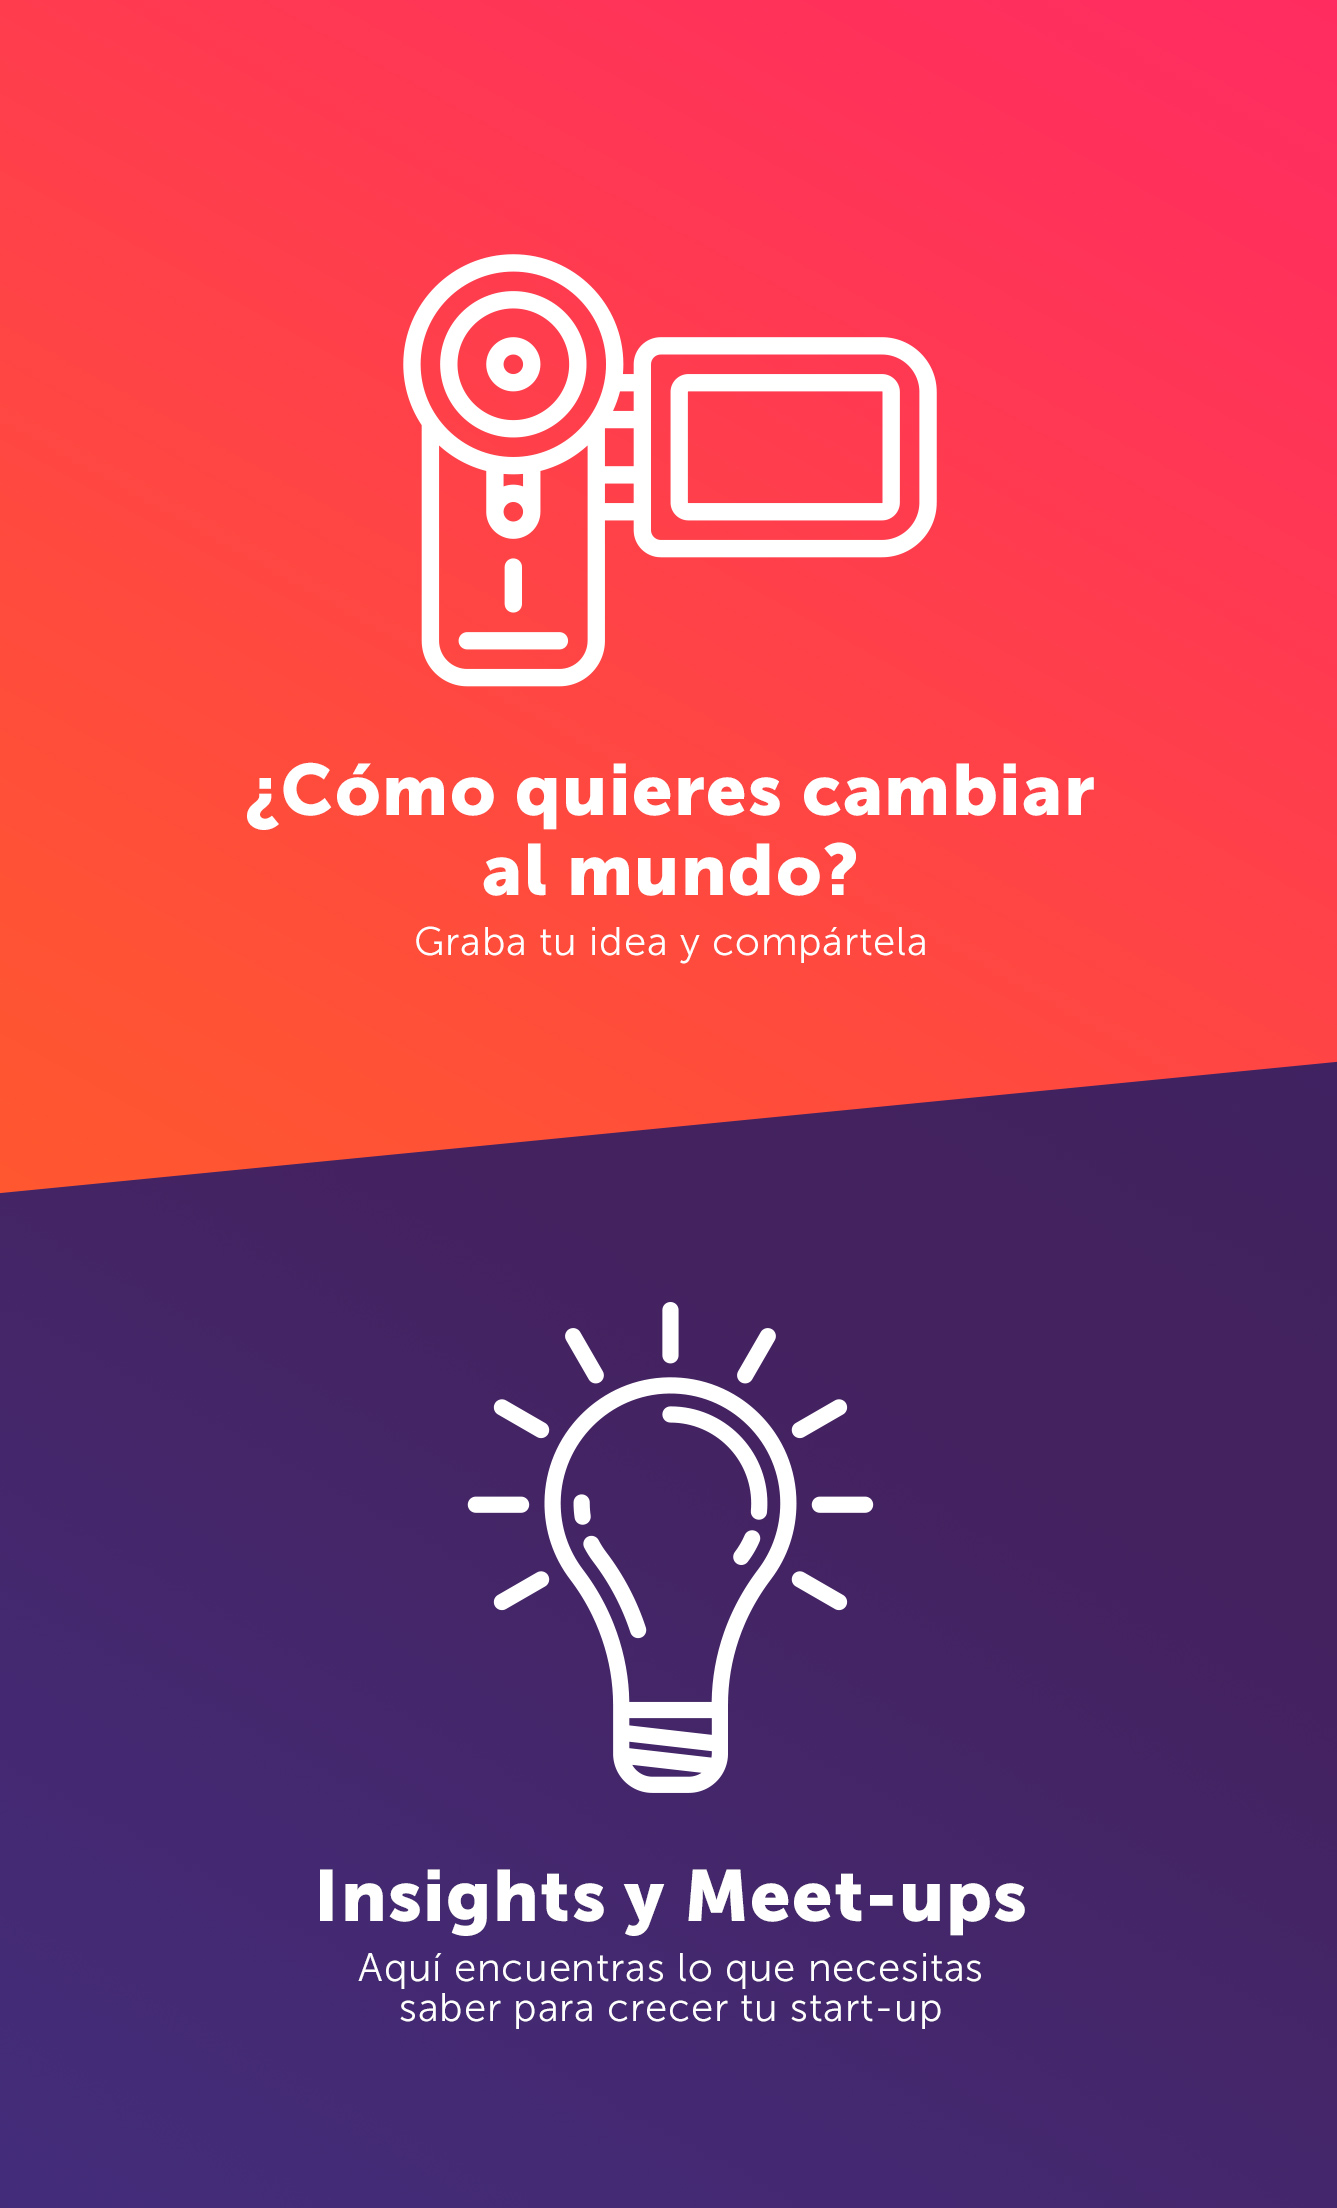 ¿Cómo quieres cambiar
al mundo?
Graba tu idea y compártela
Insights y Meet-ups
Aquí encuentras lo que necesitas
saber para crecer tu start-up